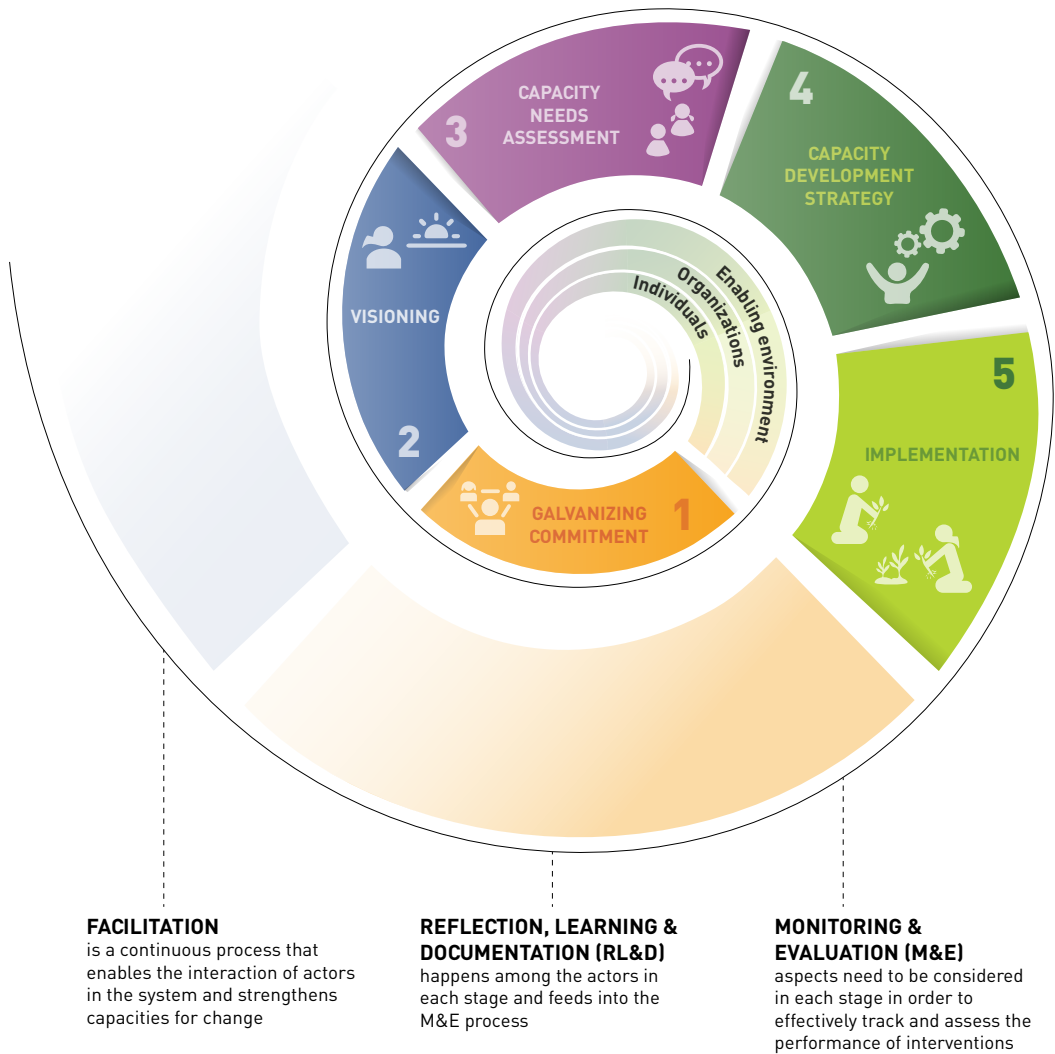 3
CAPACITY
NEEDS
ASSESSMENT
4
CAPACITY
DEVELOPMENT
STRATEGY
VISIONING
2
Individuals
Organizations
Enabling environment
5
IMPLEMENTATION
GALVANIZING
COMMITMENT
1
FACILITATION
is a continuous process that
enables the interaction of actors
in the system and strengthens
capacities for change
REFLECTION, LEARNING &
DOCUMENTATION (RL&D)
happens among the actors in
each stage and feeds into the
M&E process
MONITORING &
EVALUATION (M&E)
aspects need to be considered
in each stage in order to
effectively track and assess the
performance of interventions